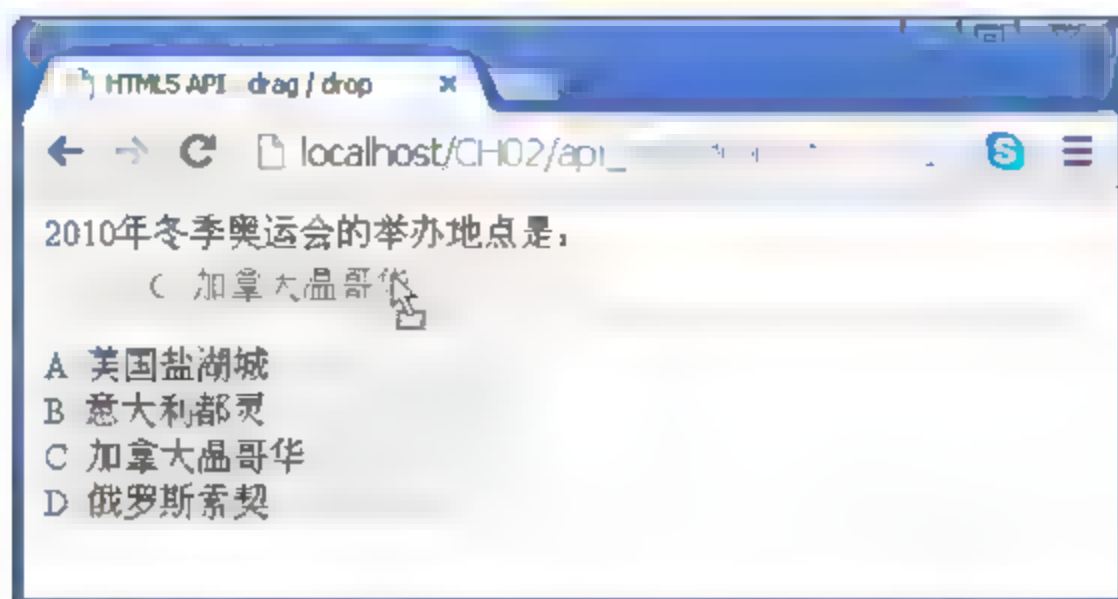 HTML5 API drag / drop
localhost/CH02/api_
2010年冬季奥运会的举办地点是：
C 加拿大温哥华
A 美国盐湖城
B 意大利都灵
C 加拿大温哥华
D 俄罗斯索契